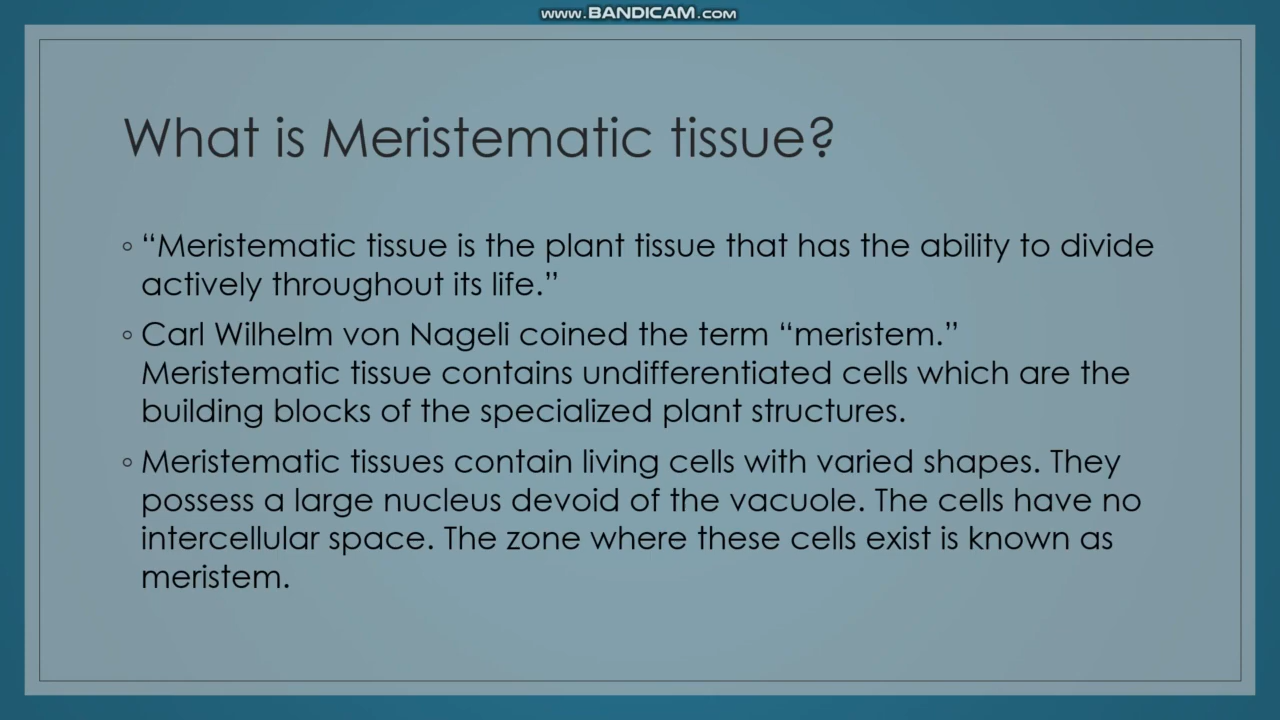 www.BANDICAM.com
What is Meristematic tissue?
◦ “Meristematic tissue is the plant tissue that has the ability to divide
actively throughout its life.”
◦ Carl Wilhelm von Nageli coined the term “meristem.”
Meristematic tissue contains undifferentiated cells which are the
building blocks of the specialized plant structures.
◦ Meristematic tissues contain living cells with varied shapes. They
possess a large nucleus devoid of the vacuole. The cells have no
intercellular space. The zone where these cells exist is known as
meristem.